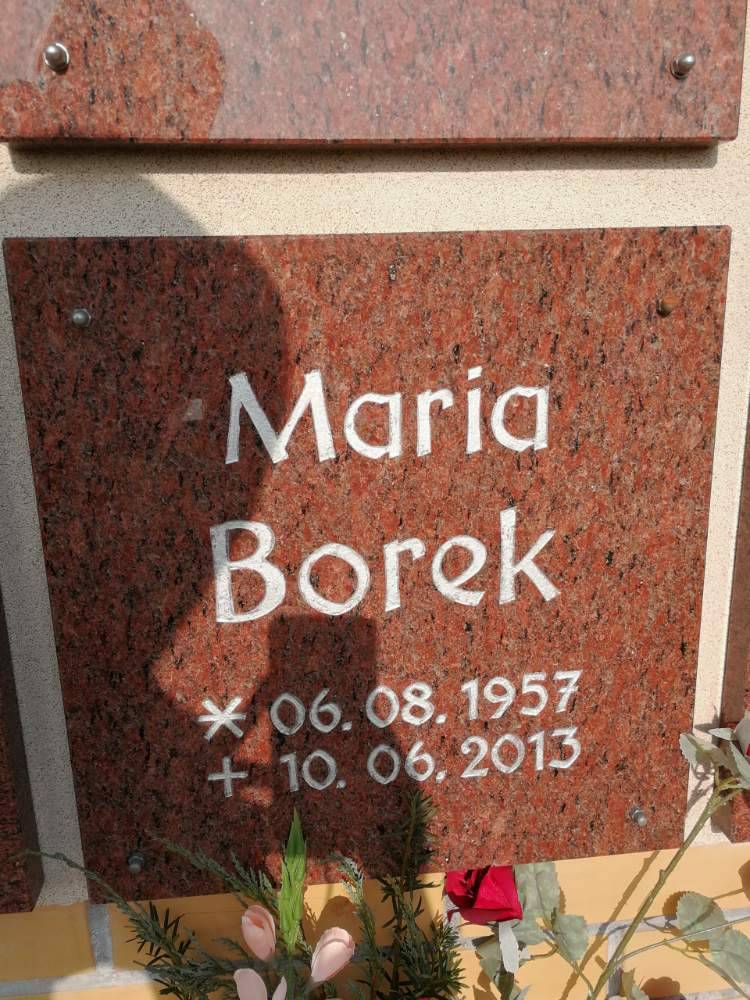 Maria
Borek
* 06. 08. 1957
+ 10. 06. 2013